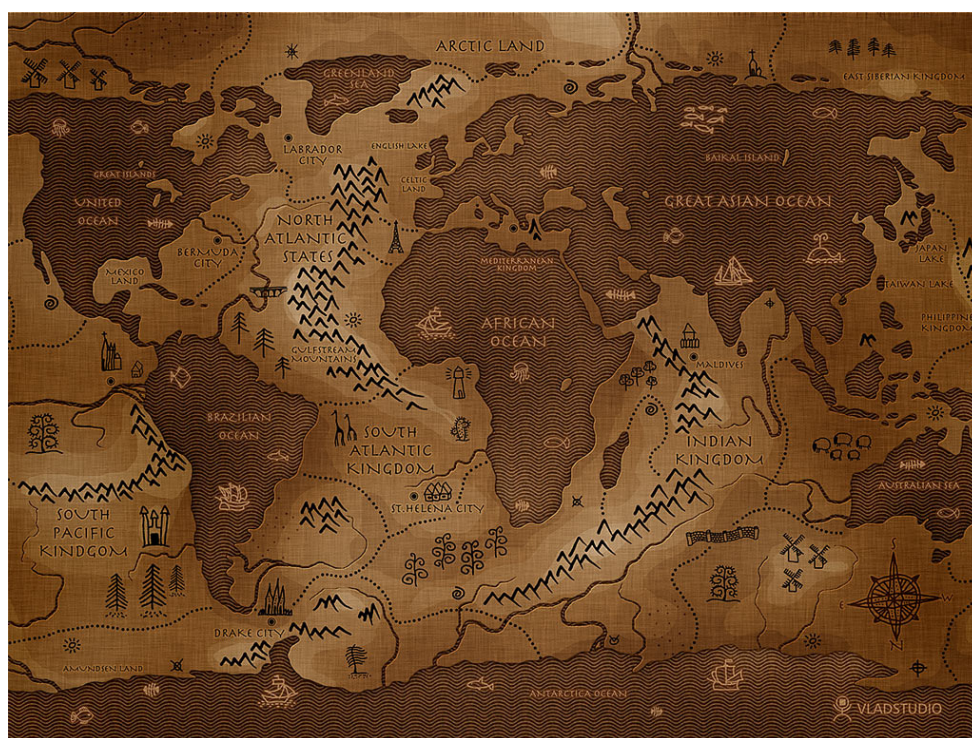 ARCTIC LAND
GREENLAND
SEA
EAST SIBERIAN KINGDOM
LABRADOR
CITY
ENGLISH LAKE
BAIKAL ISLAND
GREAT ISLANDS
CELTIC
LAND
UNITED
OCEAN
GREAT ASIAN OCEAN
NORTH
ATLANTIC
STATES
BERMUDA
CITY
JAPAN
LAKE
MEDITERRANEAN
KINGDOM
MEXICO
LAND
TAIWAN LAKE
AFRICAN
OCEAN
PHILIPPINE
KINGDOM
GULFSTREAM
MOUNTAINS
MALDIVES
BRAZILIAN
OCEAN
SOUTH
ATLANTIC
KINGDOM
INDIAN
KINGDOM
AUSTRALIAN SEA
ST.HELENA CITY
SOUTH
PACIFIC
KINDGOM
S
E
W
N
DRAKE CITY
AMUNDSEN LAND
ANTARCTICA OCEAN
VLADSTUDIO